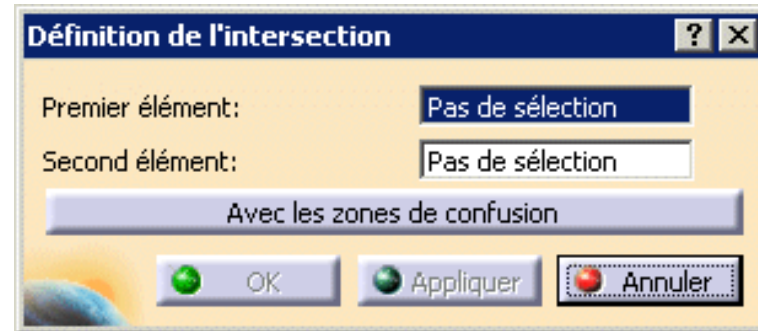 Définition de l'intersection ? X
Premier élément: Pas de sélection
Second élément: Pas de sélection
Avec les zones de confusion
OK Appliquer Annuler